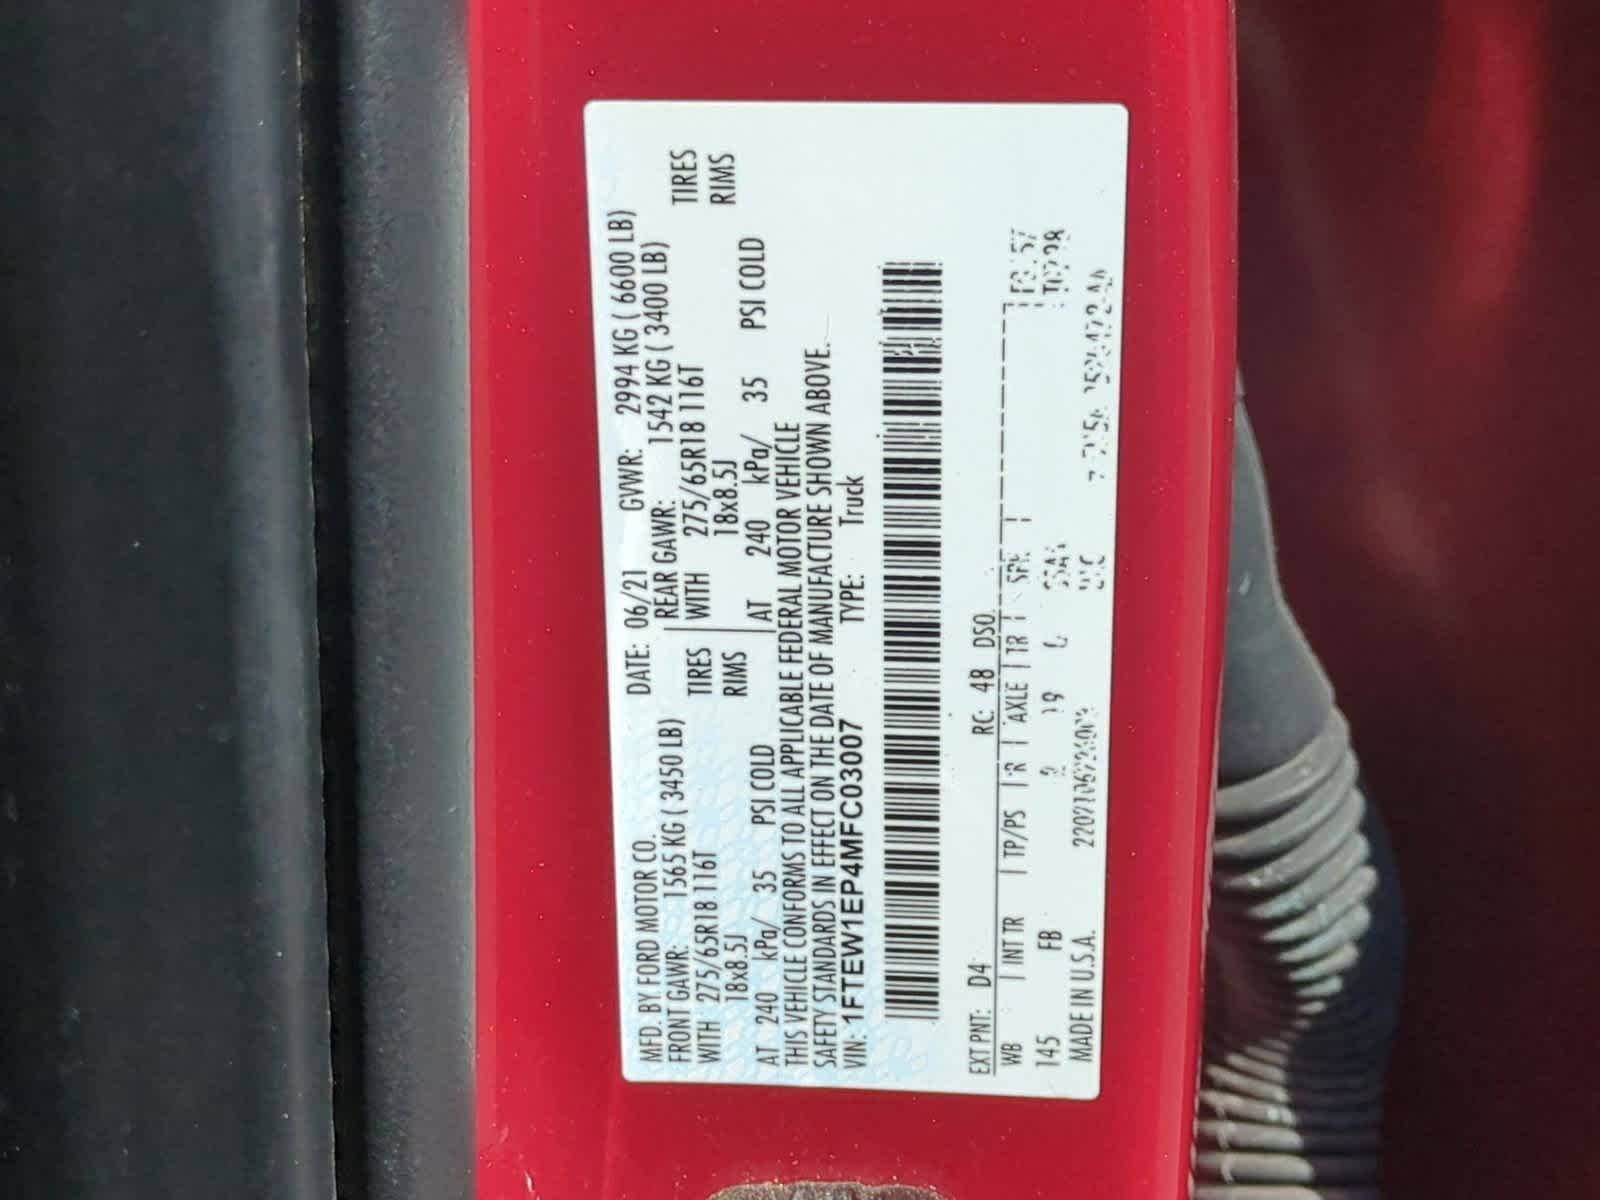 MFD. BY FORD MOTOR CO.
DATE: 06/21 GVWR: 2994 KG ( 6600 LB)
FRONT GAWR: 1565 KG ( 3450 LB)
REAR GAWR: 1542 KG ( 3400 LB)
WITH 275/65R18 116T TIRES
WITH 275/65R18 116T TIRES
18x8.5J RIMS
18x8.5J RIMS
AT 240 kPa/ 35 PSI COLD
AT 240 kPa/ 35 PSI COLD
THIS VEHICLE CONFORMS TO ALL APPLICABLE FEDERAL MOTOR VEHICLE
SAFETY STANDARDS IN EFFECT ON THE DATE OF MANUFACTURE SHOWN ABOVE.
VIN: 1FTEW1EP4MFC03007 TYPE: Truck
EXT PNT: D4 RC: 48 DSO:
WB | INT TR | TP/PS | R | AXLE | TR | SPR |
145 FB 19
MADE IN U.S.A.